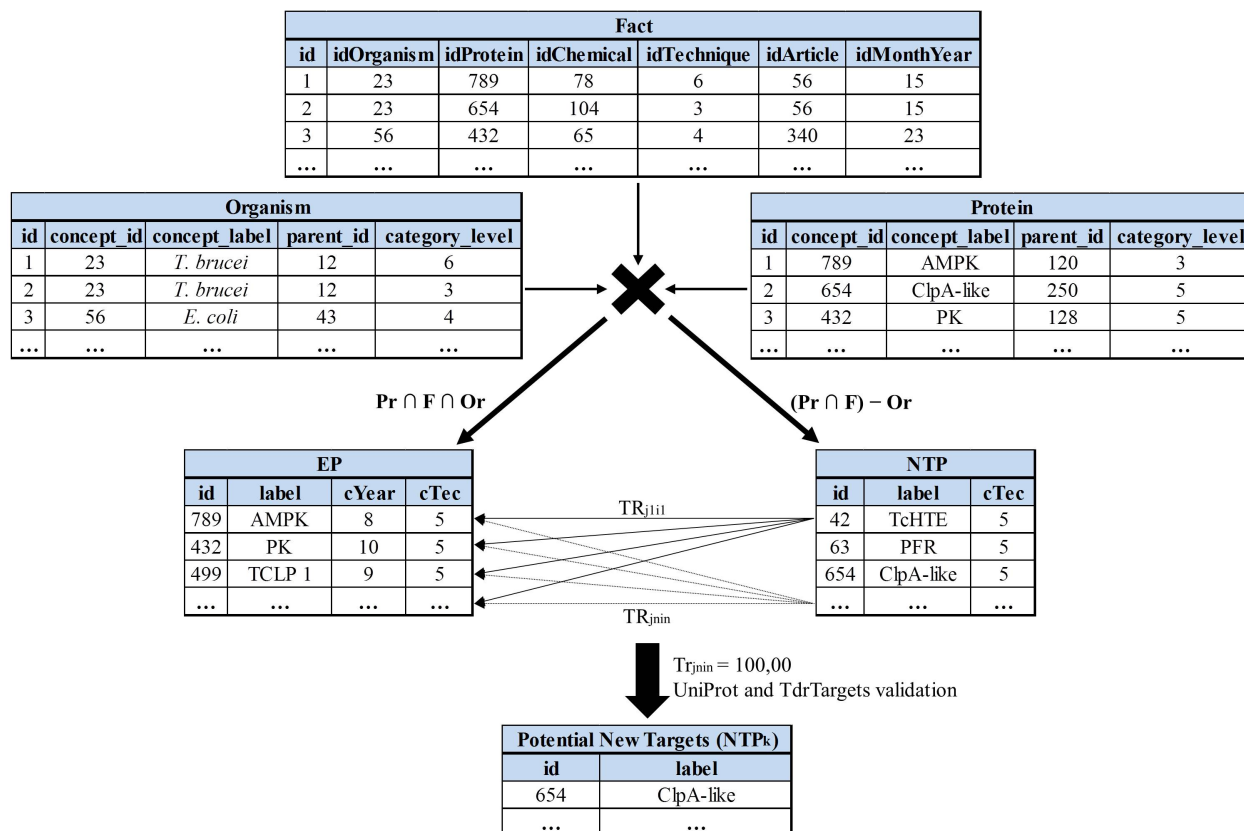 Fact
id idOrganism idProtein idChemical idTechnique idArticle idMonthYear
1 23 789 78 6 56 15
2 23 654 104 3 56 15
3 56 432 65 4 340 23
... ... ... ... ... ... ...
Organism
id concept_id concept_label parent_id category_level
1 23 T. brucei 12 6
2 23 T. brucei 12 3
3 56 E. coli 43 4
... ... ... ... ...
Protein
id concept_id concept_label parent_id category_level
1 789 AMPK 120 3
2 654 ClpA-like 250 5
3 432 PK 128 5
... ... ... ... ...
Pr ∩ F ∩ Or
(Pr ∩ F) – Or
EP
id label cYear cTec
789 AMPK 8 5
432 PK 10 5
499 TCLP 1 9 5
... ... ... ...
TRj1i1
TRjnin
NTP
id label cTec
42 TcHTE 5
63 PFR 5
654 ClpA-like 5
... ... ...
Trjnin = 100,00
UniProt and TdrTargets validation
Potential New Targets (NTPk)
id label
654 ClpA-like
... ...